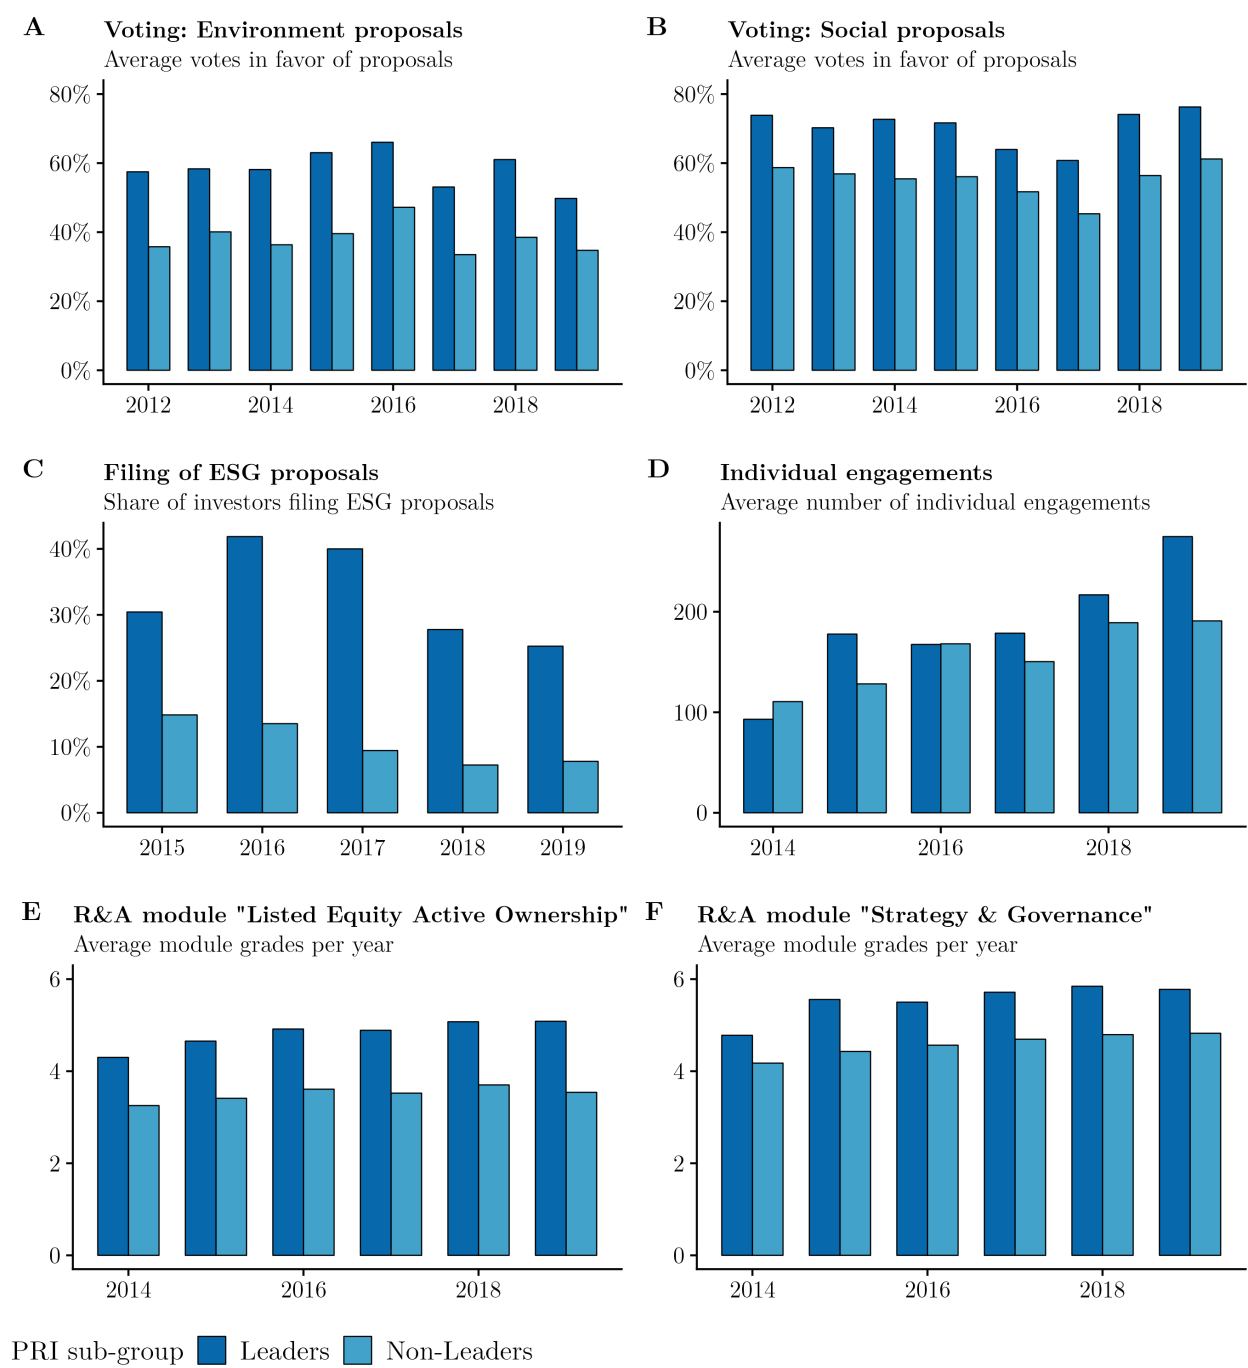 A Voting: Environment proposals
Average votes in favor of proposals
80%
60%
40%
20%
0%
2012 2014 2016 2018
B Voting: Social proposals
Average votes in favor of proposals
80%
60%
40%
20%
0%
2012 2014 2016 2018
C Filing of ESG proposals
Share of investors filing ESG proposals
40%
30%
20%
10%
0%
2015 2016 2017 2018 2019
D Individual engagements
Average number of individual engagements
200
100
0
2014 2016 2018
E R&A module "Listed Equity Active Ownership"
Average module grades per year
6
4
2
0
2014 2016 2018
F R&A module "Strategy & Governance"
Average module grades per year
6
4
2
0
2014 2016 2018
PRI sub-group Leaders Non-Leaders